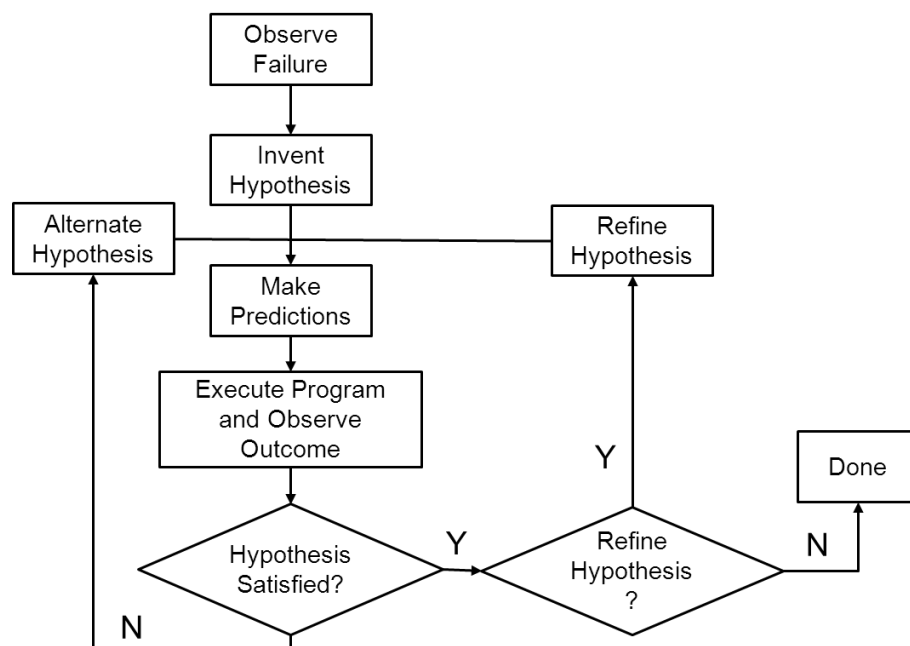 Observe
Failure
Invent
Hypothesis
Alternate
Hypothesis
Refine
Hypothesis
Make
Predictions
Execute Program
and Observe
Outcome
Y
Done
Hypothesis
Satisfied?
Y
Refine
Hypothesis
?
N
N